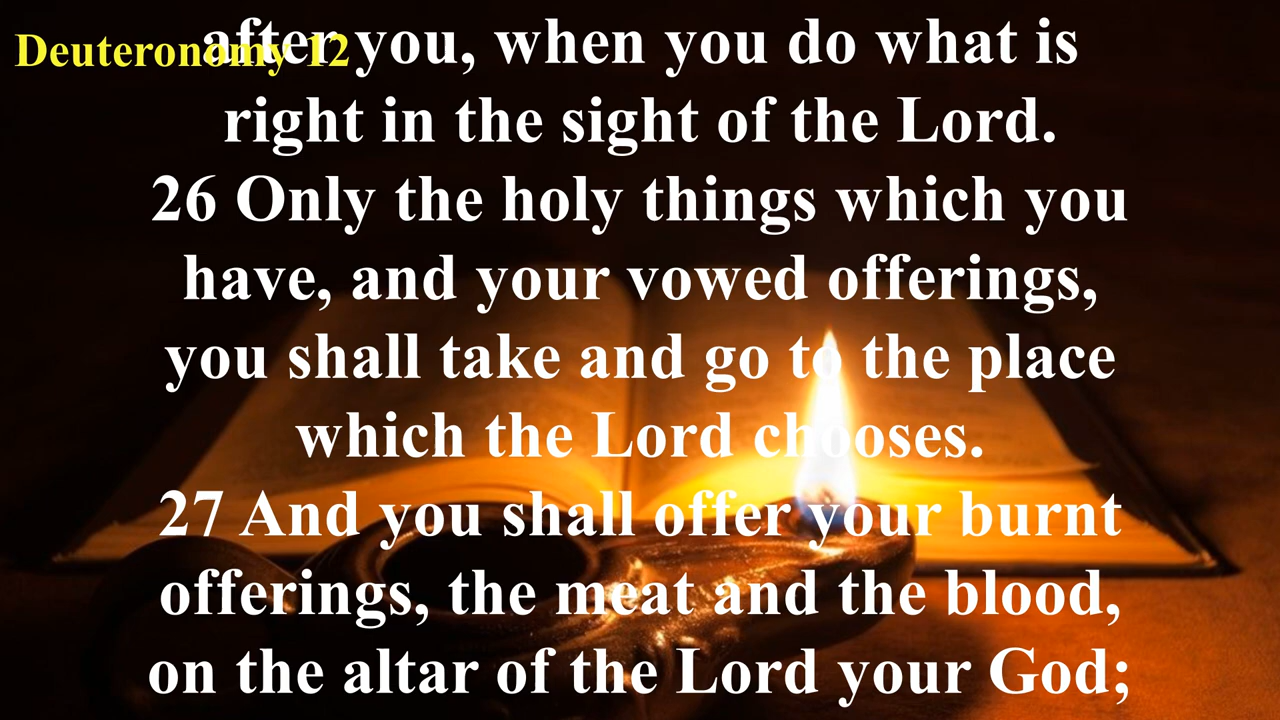 Deuteronomy 12
after you, when you do what is
right in the sight of the Lord.
26 Only the holy things which you
have, and your vowed offerings,
you shall take and go to the place
which the Lord chooses.
27 And you shall offer your burnt
offerings, the meat and the blood,
on the altar of the Lord your God;